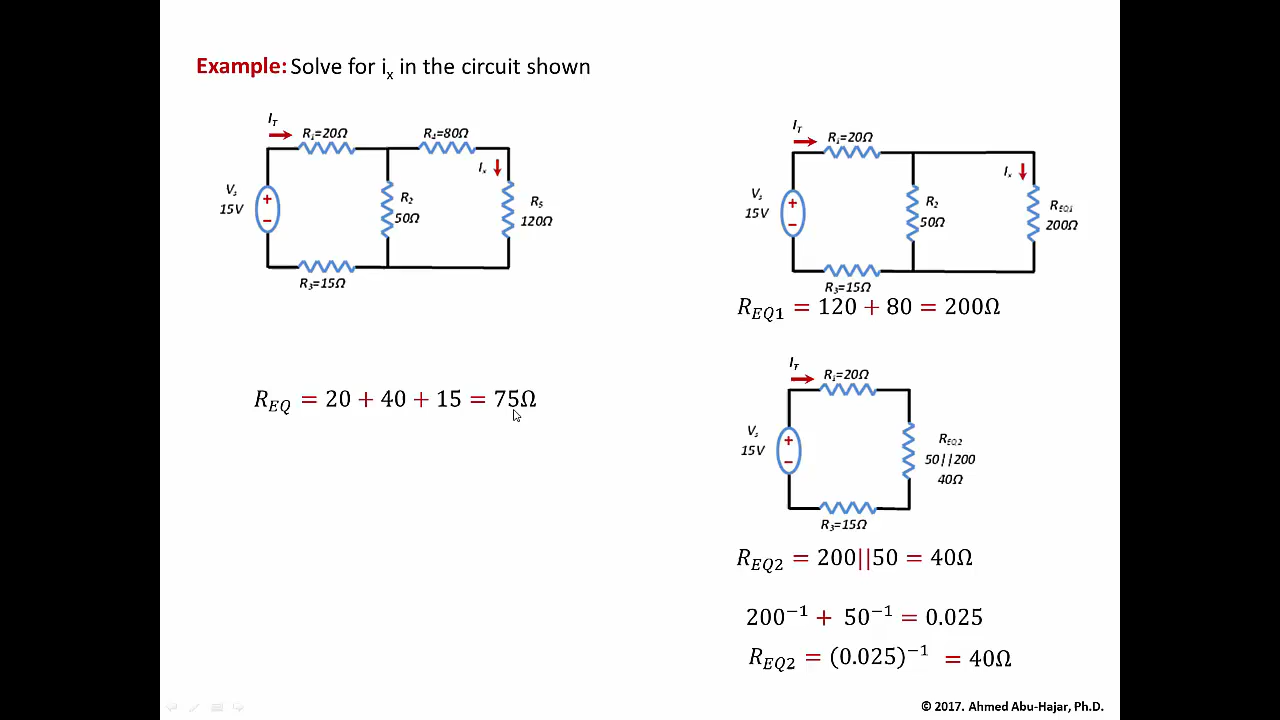 Example: Solve for iₓ in the circuit shown
I_T
R₁=20Ω
R₄=80Ω
Iₓ
Vₛ
15V
+
−
R₂
50Ω
R₅
120Ω
R₃=15Ω
R_EQ = 20 + 40 + 15 = 75Ω
I_T
R₁=20Ω
Iₓ
Vₛ
15V
+
−
R₂
50Ω
R_EQ1
200Ω
R₃=15Ω
R_EQ1 = 120 + 80 = 200Ω
I_T
R₁=20Ω
Vₛ
15V
+
−
R_EQ2
50||200
40Ω
R₃=15Ω
R_EQ2 = 200||50 = 40Ω
200⁻¹ + 50⁻¹ = 0.025
R_EQ2 = (0.025)⁻¹ = 40Ω
© 2017. Ahmed Abu-Hajar, Ph.D.